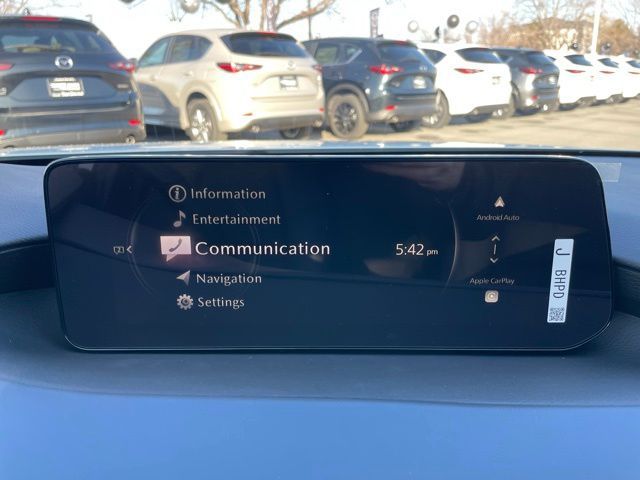 Information
Entertainment
Communication
Navigation
Settings
5:42 pm
Android Auto
Apple CarPlay
J BHPD